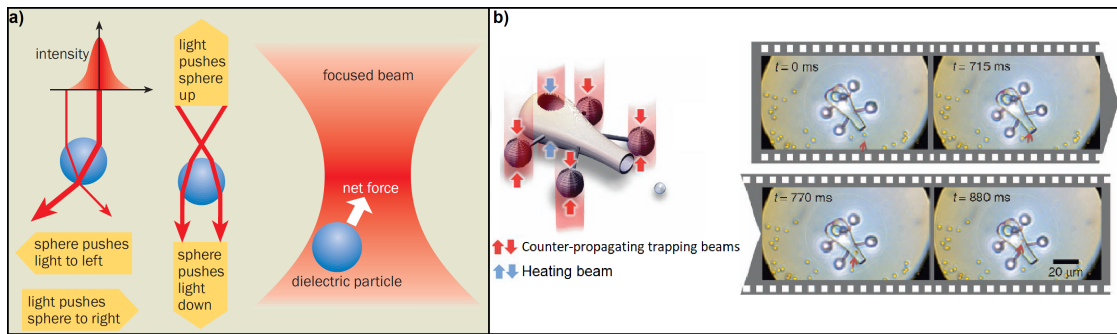 a)
intensity
light
pushes
sphere
up
sphere pushes
light to left
light pushes
sphere to right
sphere
pushes
light
down
focused beam
net force
dielectric particle
b)
Counter-propagating trapping beams
Heating beam
t = 0 ms
t = 715 ms
t = 770 ms
t = 880 ms
20 μm